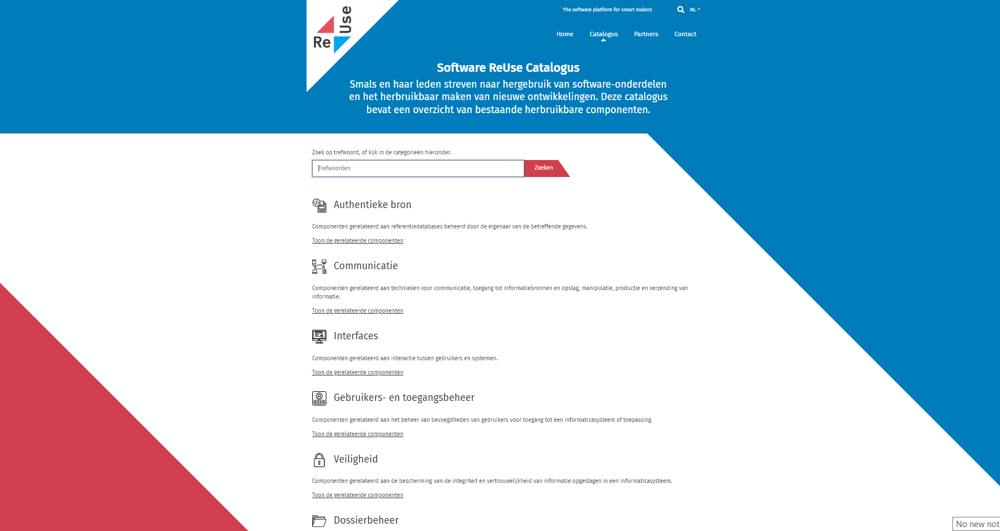 The software platform for smart makers
NL
Re Use
Home Catalogus Partners Contact
Software ReUse Catalogus
Smals en haar leden streven naar hergebruik van software-onderdelen
en het herbruikbaar maken van nieuwe ontwikkelingen. Deze catalogus
bevat een overzicht van bestaande herbruikbare componenten.
Zoek op trefwoord, of kijk in de categorieën hieronder.
Trefwoorden
Zoeken
Authentieke bron
Componenten gerelateerd aan referentiedatabases beheerd door de eigenaar van de betreffende gegevens.
Toon de gerelateerde componenten
Communicatie
Componenten gerelateerd aan technieken voor communicatie, toegang tot informatiebronnen en opslag, manipulatie, productie en verzending van
informatie.
Toon de gerelateerde componenten
Interfaces
Componenten gerelateerd aan interactie tussen gebruikers en systemen.
Toon de gerelateerde componenten
Gebruikers- en toegangsbeheer
Componenten gerelateerd aan het beheer van bevoegdheden van gebruikers voor toegang tot een informaticasysteem of toepassing.
Toon de gerelateerde componenten
Veiligheid
Componenten gerelateerd aan de bescherming van de integriteit en vertrouwelijkheid van informatie opgeslagen in een informaticasysteem.
Toon de gerelateerde componenten
Dossierbeheer
No new not